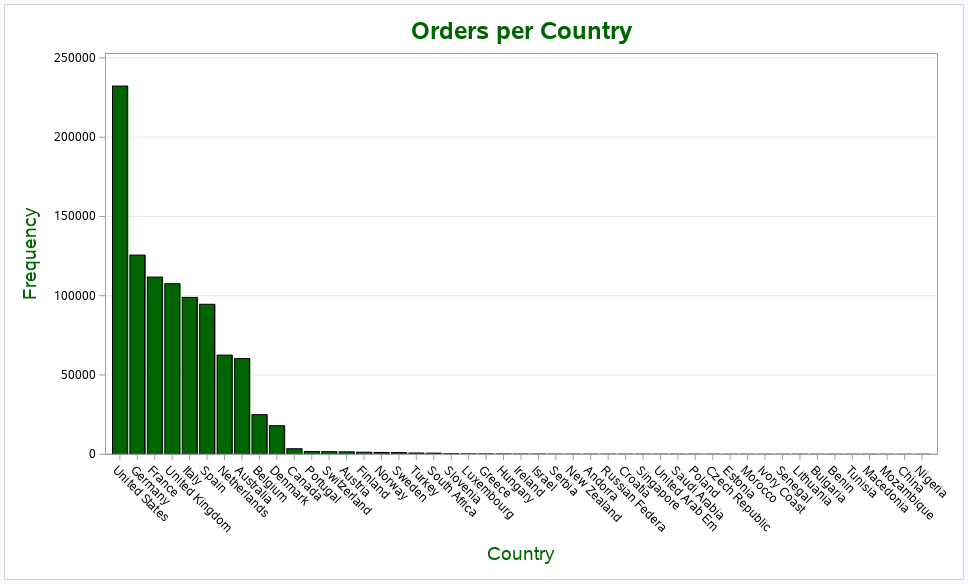 Orders per Country
Frequency
250000
200000
150000
100000
50000
0
United States
Germany
France
United Kingdom
Italy
Spain
Netherlands
Australia
Belgium
Denmark
Canada
Portugal
Switzerland
Austria
Finland
Norway
Sweden
Turkey
South Africa
Slovenia
Luxembourg
Greece
Hungary
Ireland
Israel
Serbia
New Zealand
Andorra
Russian Federa
Croatia
Singapore
United Arab Em
Saudi Arabia
Poland
Czech Republic
Estonia
Morocco
Ivory Coast
Senegal
Lithuania
Bulgaria
Benin
Tunisia
Macedonia
Mozambique
China
Nigeria
Country